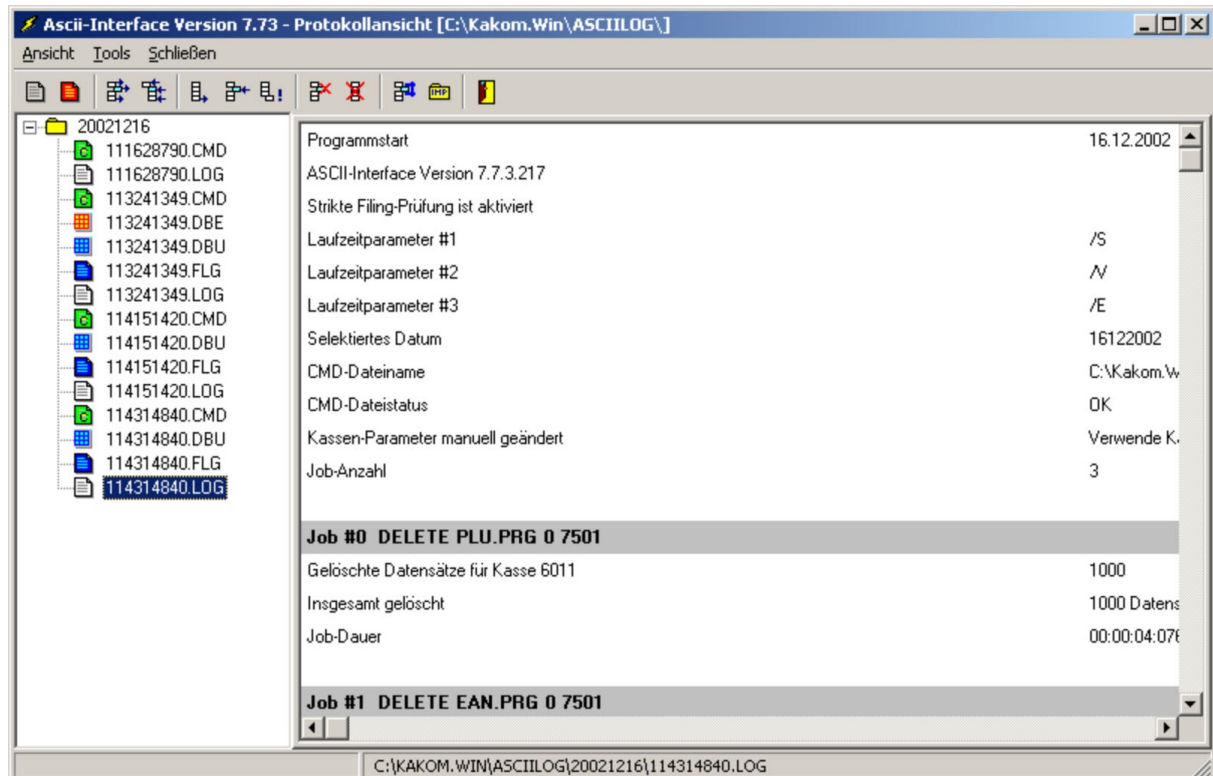 Ascii-Interface Version 7.73 - Protokollansicht [C:\Kakom.Win\ASCIILOG\]
Ansicht Tools Schließen
IMP
20021216
111628790.CMD
111628790.LOG
113241349.CMD
113241349.DBE
113241349.DBU
113241349.FLG
113241349.LOG
114151420.CMD
114151420.DBU
114151420.FLG
114151420.LOG
114314840.CMD
114314840.DBU
114314840.FLG
114314840.LOG
Programmstart 16.12.2002
ASCII-Interface Version 7.7.3.217
Strikte Filing-Prüfung ist aktiviert
Laufzeitparameter #1 /S
Laufzeitparameter #2 /V
Laufzeitparameter #3 /E
Selektiertes Datum 16122002
CMD-Dateiname C:\Kakom.W
CMD-Dateistatus OK
Kassen-Parameter manuell geändert Verwende K
Job-Anzahl 3
Job #0 DELETE PLU.PRG 0 7501
Gelöschte Datensätze für Kasse 6011 1000
Insgesamt gelöscht 1000 Datens
Job-Dauer 00:00:04:076
Job #1 DELETE EAN.PRG 0 7501
C:\KAKOM.WIN\ASCIILOG\20021216\114314840.LOG